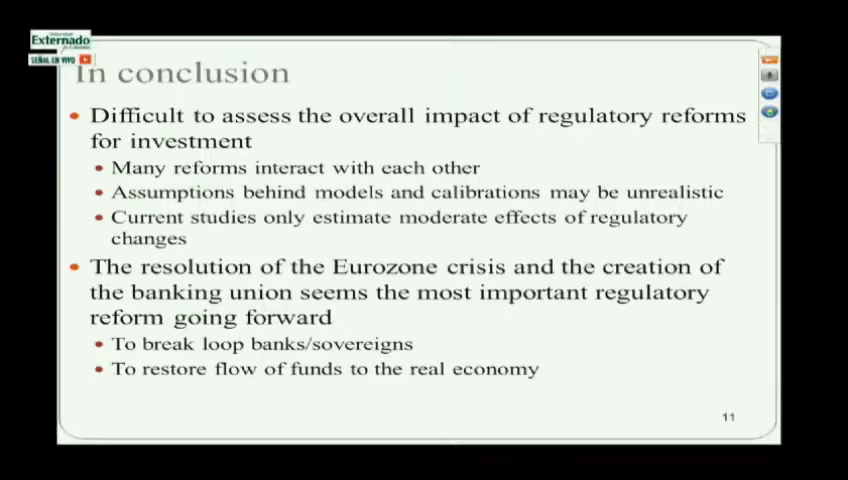 Universidad
Externado
de Colombia
SEÑAL EN VIVO
In conclusion
• Difficult to assess the overall impact of regulatory reforms
for investment
• Many reforms interact with each other
• Assumptions behind models and calibrations may be unrealistic
• Current studies only estimate moderate effects of regulatory
changes
• The resolution of the Eurozone crisis and the creation of
the banking union seems the most important regulatory
reform going forward
• To break loop banks/sovereigns
• To restore flow of funds to the real economy
11